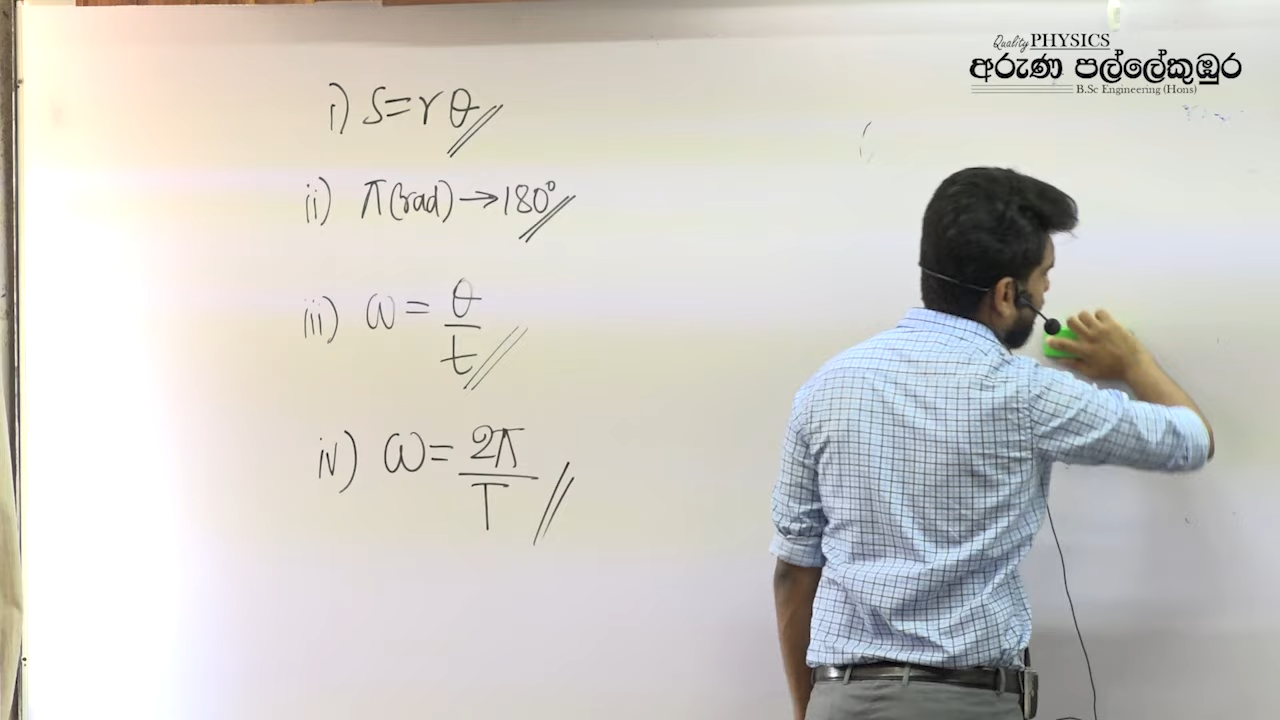 Quality PHYSICS
අරුණ පල්ලේකුඹුර
B.Sc Engineering (Hons)
i) S=rθ
ii) π(rad)→180°
iii) ω = θ/t
iv) ω = 2π/T